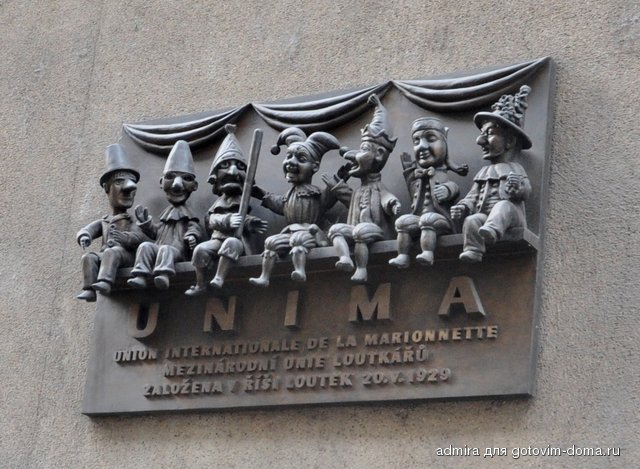 UNIMA
UNION INTERNATIONALE DE LA MARIONNETTE
MEZINÁRODNÍ UNIE LOUTKÁŘŮ
ZALOŽENA V ŘÍŠI LOUTEK 20.V.1929
admira для gotovim-doma.ru